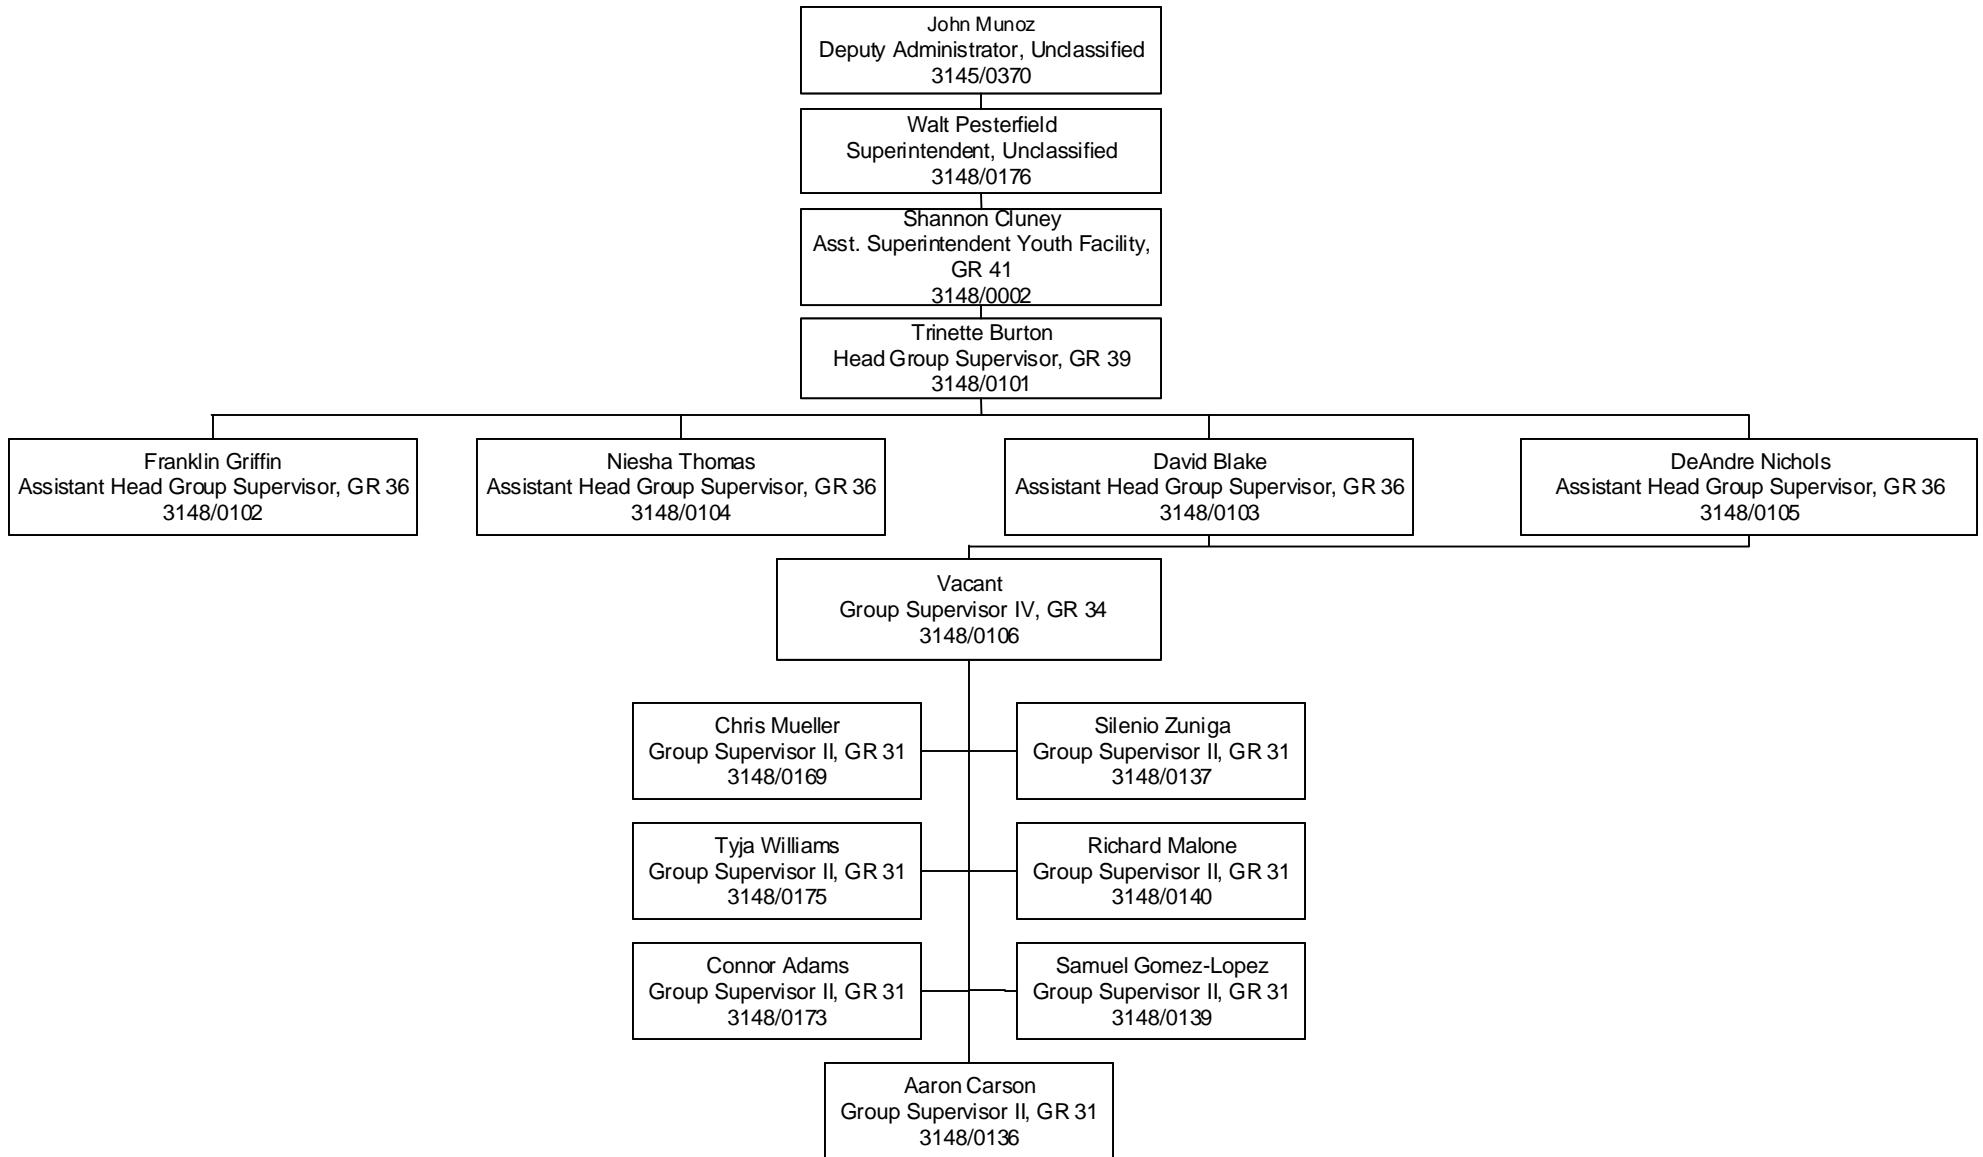 John Munoz
Deputy Administrator, Unclassified
3145/0370
Walt Pesterfield
Superintendent, Unclassified
3148/0176
Shannon Cluney
Asst. Superintendent Youth Facility,
GR 41
3148/0002
Trinette Burton
Head Group Supervisor, GR 39
3148/0101
Franklin Griffin
Assistant Head Group Supervisor, GR 36
3148/0102
Niesha Thomas
Assistant Head Group Supervisor, GR 36
3148/0104
David Blake
Assistant Head Group Supervisor, GR 36
3148/0103
DeAndre Nichols
Assistant Head Group Supervisor, GR 36
3148/0105
Vacant
Group Supervisor IV, GR 34
3148/0106
Chris Mueller
Group Supervisor II, GR 31
3148/0169
Silenio Zuniga
Group Supervisor II, GR 31
3148/0137
Tyja Williams
Group Supervisor II, GR 31
3148/0175
Richard Malone
Group Supervisor II, GR 31
3148/0140
Connor Adams
Group Supervisor II, GR 31
3148/0173
Samuel Gomez-Lopez
Group Supervisor II, GR 31
3148/0139
Aaron Carson
Group Supervisor II, GR 31
3148/0136